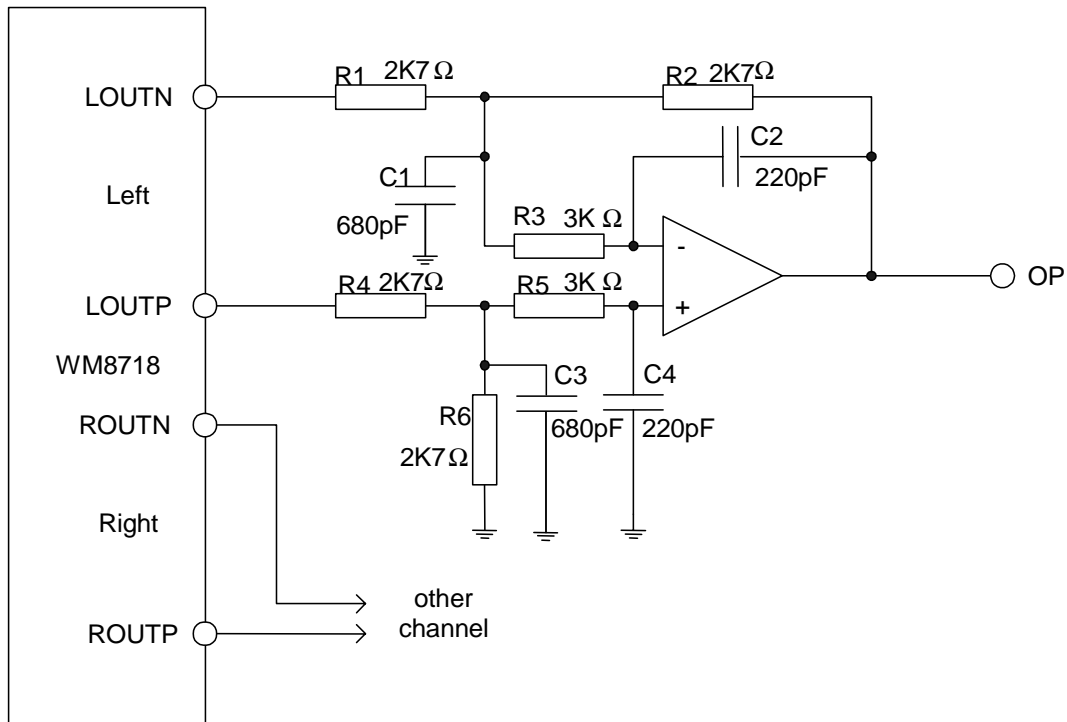 R1 2K7 Ω
R2 2K7Ω
LOUTN
C2
220pF
C1
680pF
Left
R3 3K Ω
-
OP
LOUTP
R4 2K7Ω
R5 3K Ω
+
WM8718
C3
680pF
C4
220pF
R6
2K7Ω
ROUTN
Right
other
channel
ROUTP